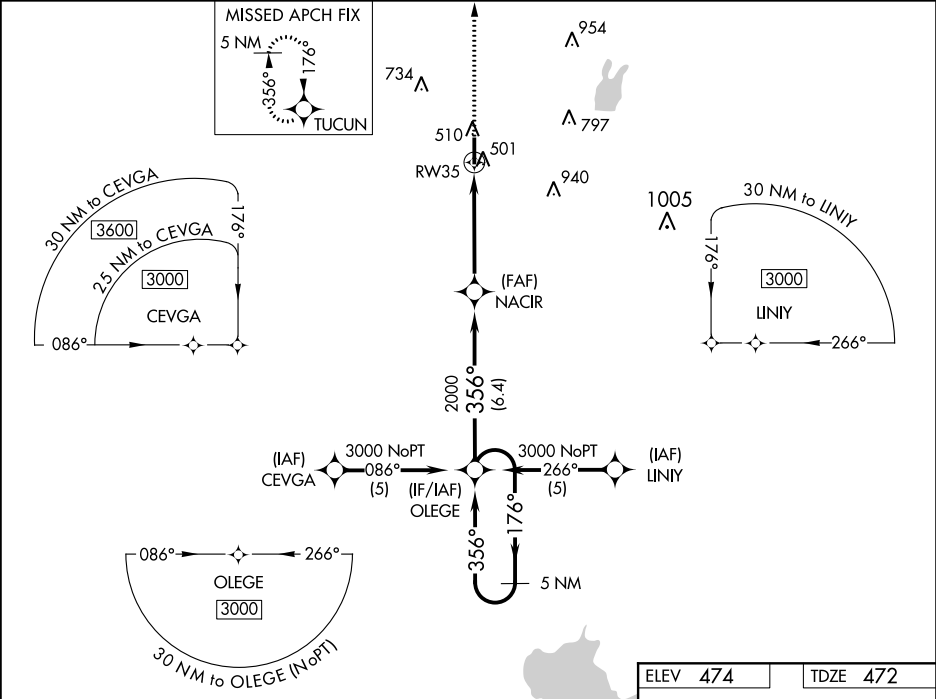 MISSED APCH FIX
5 NM
176°
356°
TUCUN
954
734
797
510
501
RW35
940
1005
30 NM to CEVGA
3600
25 NM to CEVGA
3000
CEVGA
176°
086°
30 NM to LINIY
176°
3000
LINIY
266°
(FAF)
NACIR
2000
356°
(6.4)
(IAF)
CEVGA
3000 NoPT
086°
(5)
(IF/IAF)
OLEGE
3000 NoPT
266°
(5)
(IAF)
LINIY
356°
176°
5 NM
086°
266°
OLEGE
3000
30 NM to OLEGE (NoPT)
ELEV 474
TDZE 472